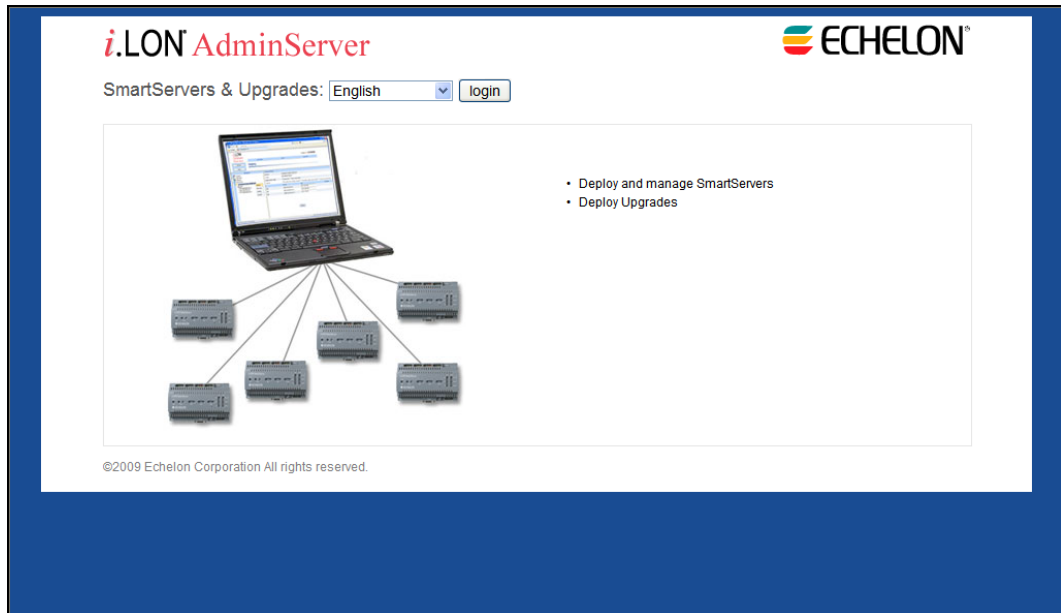 i.LON AdminServer
ECHELON®
SmartServers & Upgrades: English login
• Deploy and manage SmartServers
• Deploy Upgrades
©2009 Echelon Corporation All rights reserved.